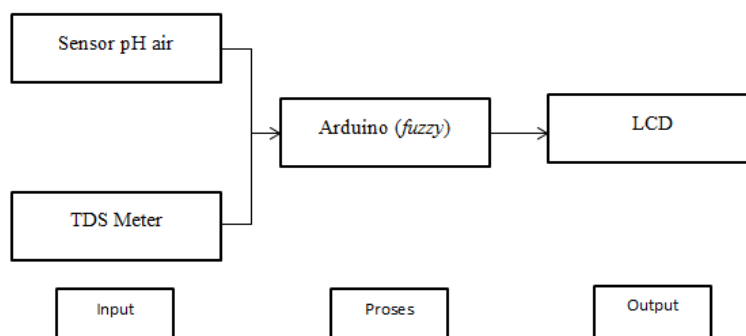 Sensor pH air
Arduino (fuzzy)
LCD
TDS Meter
Input
Proses
Output